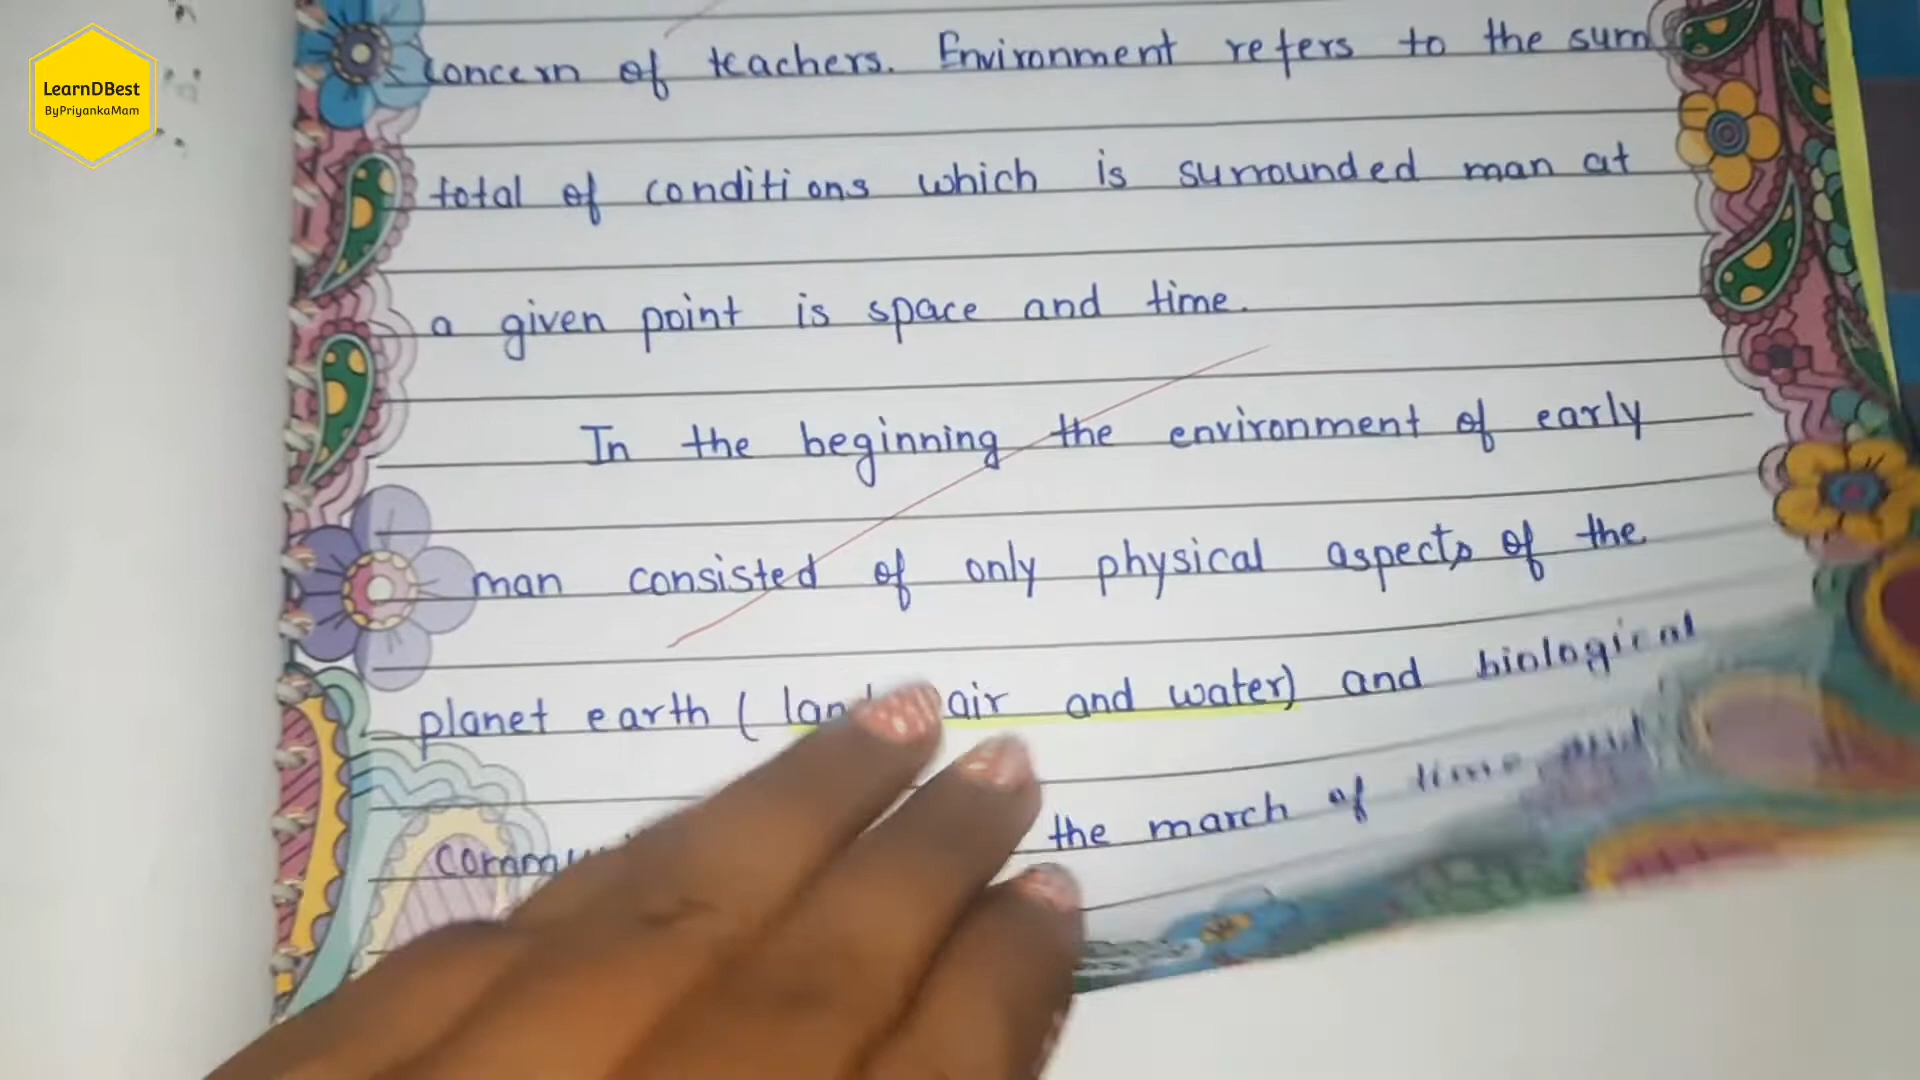 LearnDBest
ByPriyankaMam
concern of teachers. Environment refers to the sum
total of conditions which is surrounded man at
a given point is space and time.
In the beginning the environment of early
man consisted of only physical aspects of the
planet earth ( air and water) and biological
the march of time and